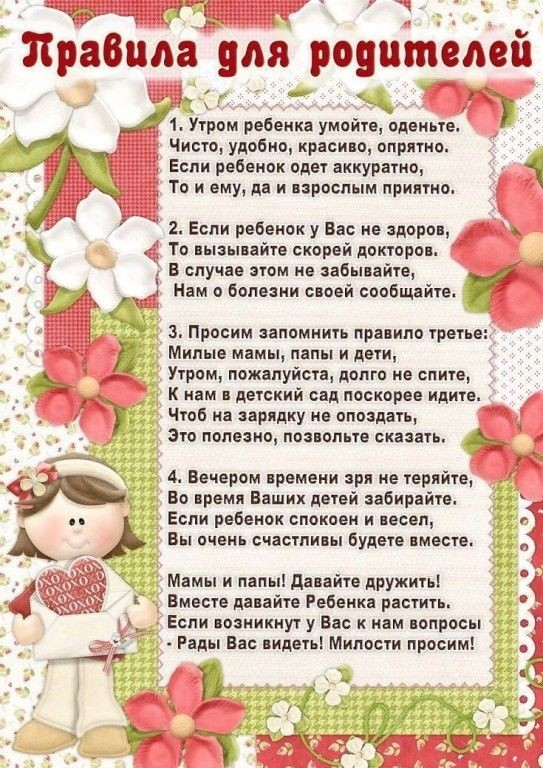 Правила для родителей
1. Утром ребенка умойте, оденьте.
Чисто, удобно, красиво, опрятно.
Если ребенок одет аккуратно,
То и ему, да и взрослым приятно.
2. Если ребенок у Вас не здоров,
То вызывайте скорей докторов.
В случае этом не забывайте,
Нам о болезни своей сообщайте.
3. Просим запомнить правило третье:
Милые мамы, папы и дети,
Утром, пожалуйста, долго не спите,
К нам в детский сад поскорее идите.
Чтоб на зарядку не опоздать,
Это полезно, позвольте сказать.
4. Вечером времени зря не теряйте,
Во время Ваших детей забирайте.
Если ребенок спокоен и весел,
Вы очень счастливы будете вместе.
Мамы и папы! Давайте дружить!
Вместе давайте Ребенка растить.
Если возникнут у Вас к нам вопросы
- Рады Вас видеть! Милости просим!